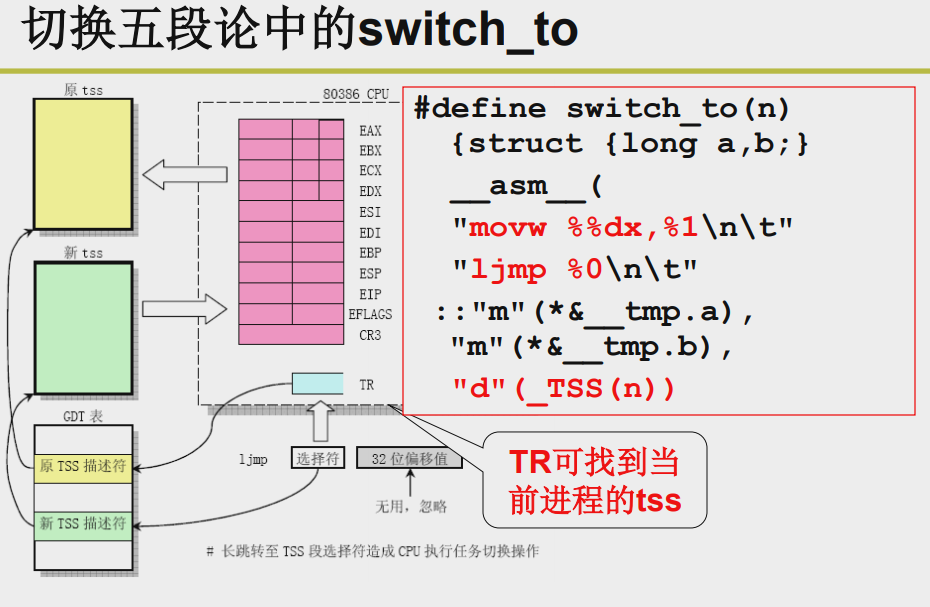 切换五段论中的switch_to
原 tss
新 tss
GDT 表
原 TSS 描述符
新 TSS 描述符
80386 CPU
EAX
EBX
ECX
EDX
ESI
EDI
EBP
ESP
EIP
EFLAGS
CR3
TR
ljmp
选择符
32 位偏移值
无用，忽略
# 长跳转至 TSS 段选择符造成 CPU 执行任务切换操作
#define switch_to(n)
{struct {long a,b;}
__asm__(
"movw %%dx,%1\n\t"
"ljmp %0\n\t"
::"m"(*&__tmp.a),
"m"(*&__tmp.b),
"d"(_TSS(n))
TR可找到当
前进程的tss